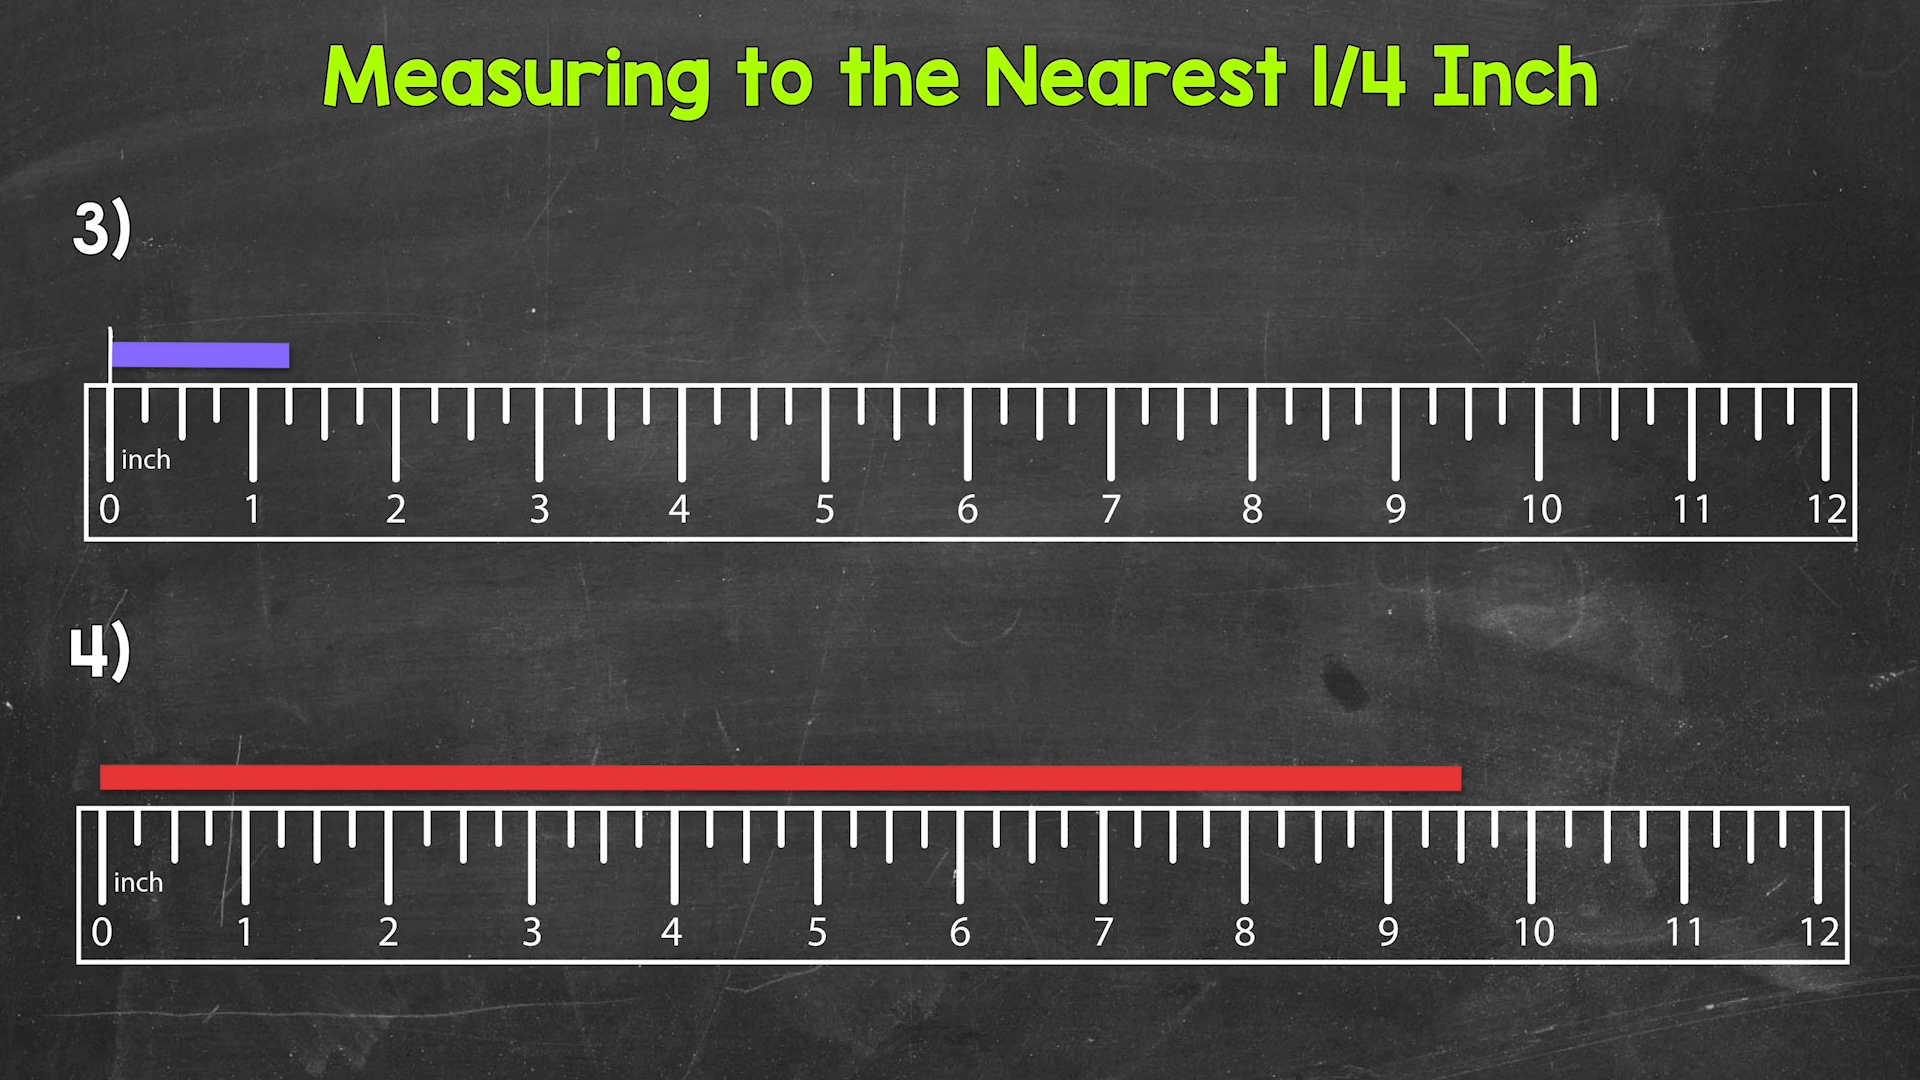 Measuring to the Nearest 1/4 Inch
3)
inch
0 1 2 3 4 5 6 7 8 9 10 11 12
4)
inch
0 1 2 3 4 5 6 7 8 9 10 11 12